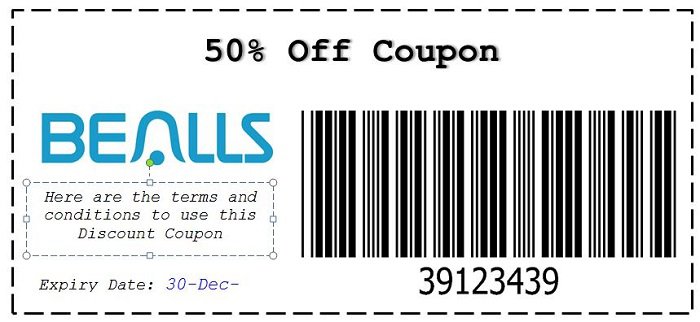 50% Off Coupon
BEALLS
Here are the terms and
conditions to use this
Discount Coupon
Expiry Date: 30-Dec-
39123439